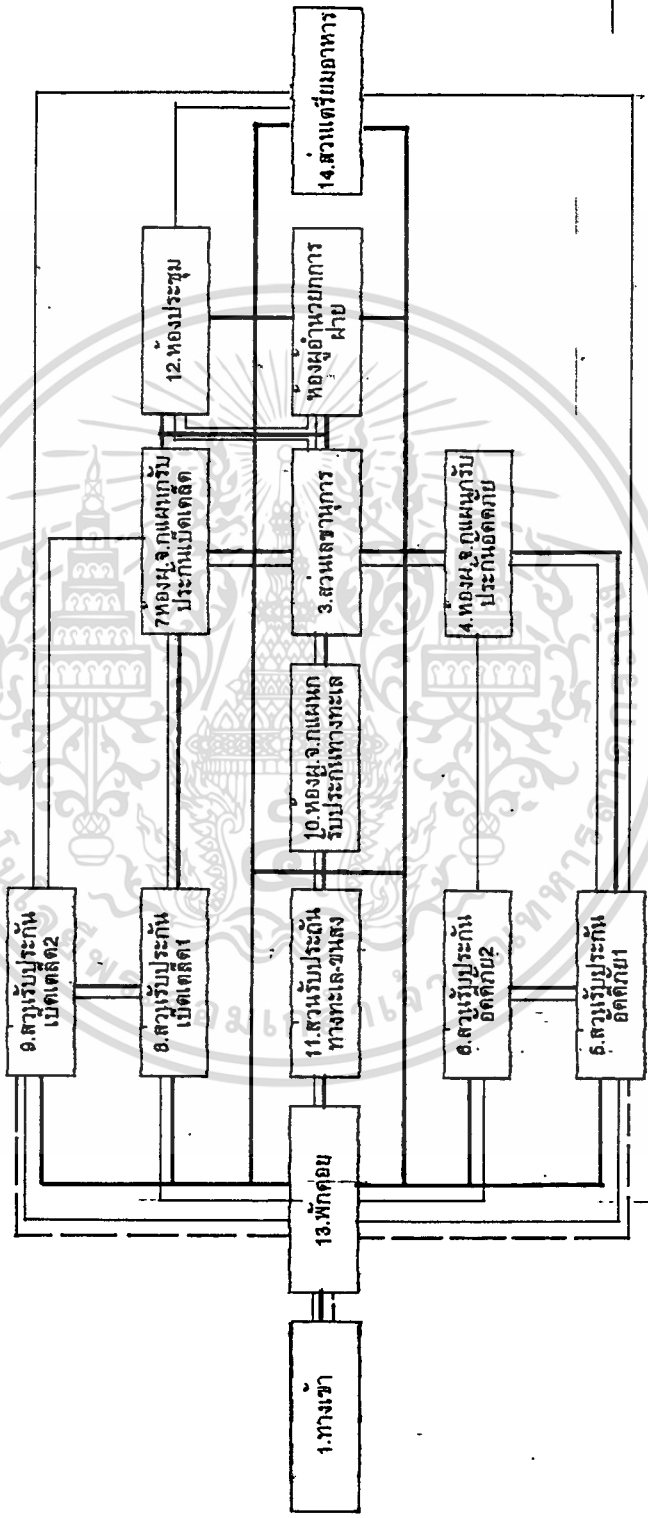 1.ทางเข้า
13.พักคอย
9.ส่วนรับประกัน
เบ็ดเตล็ด2
8.ส่วนรับประกัน
เบ็ดเตล็ด1
11.ส่วนรับประกัน
ทางทะเล-ขนส่ง
6.ส่วนรับประกัน
อัคคีภัย2
5.ส่วนรับประกัน
อัคคีภัย1
10.ห้องผู้.จ.กแผนก
รับประกันทางทะเล
7ห้องผู้.จ.กแผนกรับ
ประกันเบ็ดเตล็ด
3.ส่วนเลขานุการ
4.ห้องผู้.จ.กแผนกรับ
ประกันอัคคีภัย
12.ห้องประชุม
ห้องผู้อำนวยการ
ฝ่าย
14.ส่วนเตรียมอาหาร